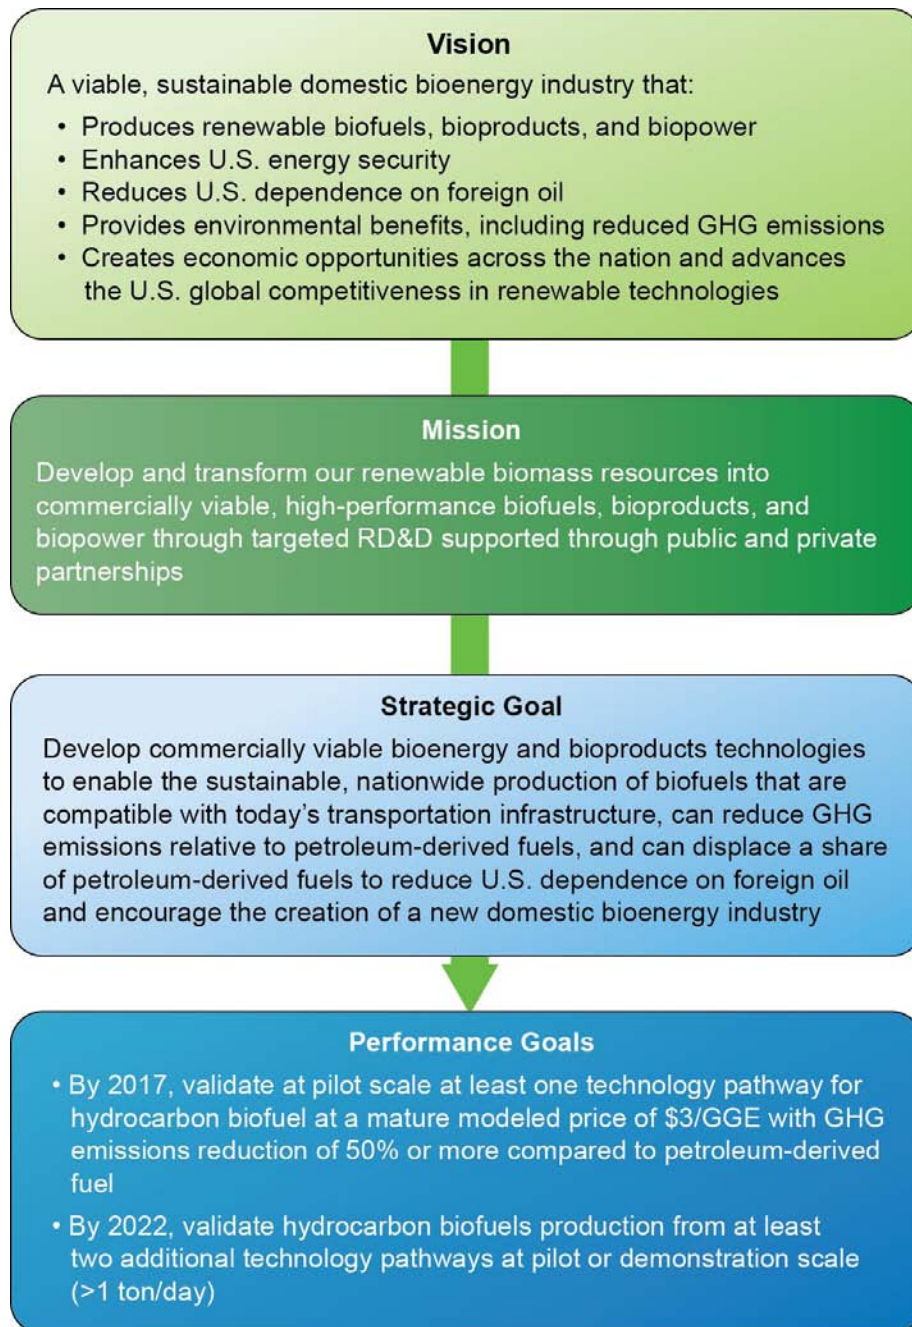 Vision
A viable, sustainable domestic bioenergy industry that:
• Produces renewable biofuels, bioproducts, and biopower
• Enhances U.S. energy security
• Reduces U.S. dependence on foreign oil
• Provides environmental benefits, including reduced GHG emissions
• Creates economic opportunities across the nation and advances
the U.S. global competitiveness in renewable technologies
Mission
Develop and transform our renewable biomass resources into
commercially viable, high-performance biofuels, bioproducts, and
biopower through targeted RD&D supported through public and private
partnerships
Strategic Goal
Develop commercially viable bioenergy and bioproducts technologies
to enable the sustainable, nationwide production of biofuels that are
compatible with today's transportation infrastructure, can reduce GHG
emissions relative to petroleum-derived fuels, and can displace a share
of petroleum-derived fuels to reduce U.S. dependence on foreign oil
and encourage the creation of a new domestic bioenergy industry
Performance Goals
• By 2017, validate at pilot scale at least one technology pathway for
hydrocarbon biofuel at a mature modeled price of $3/GGE with GHG
emissions reduction of 50% or more compared to petroleum-derived
fuel
• By 2022, validate hydrocarbon biofuels production from at least
two additional technology pathways at pilot or demonstration scale
(>1 ton/day)